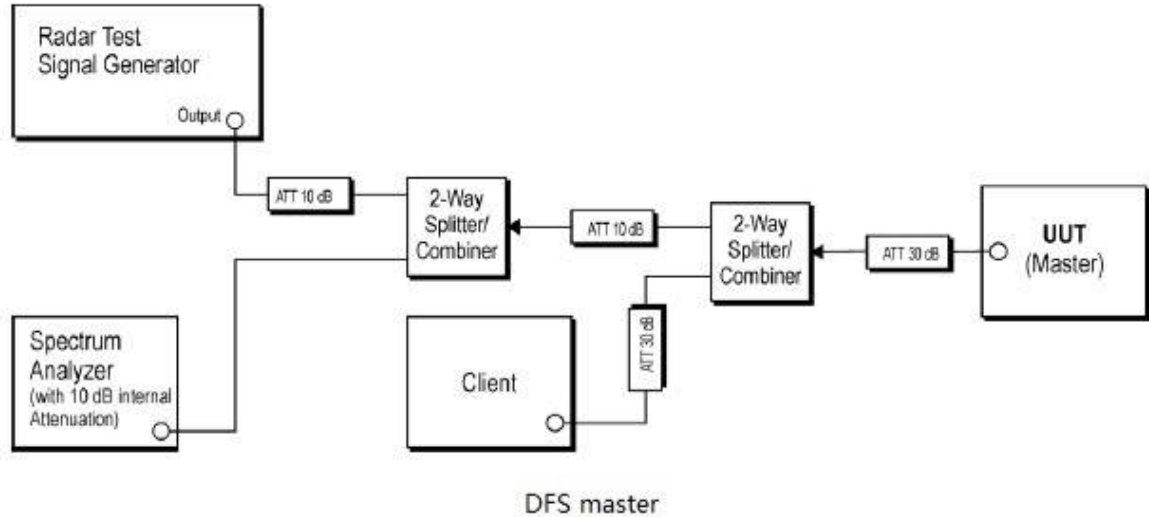 Radar Test
Signal Generator
Output
ATT 10 dB
2-Way
Splitter/
Combiner
ATT 10 dB
2-Way
Splitter/
Combiner
ATT 30 dB
UUT
(Master)
Spectrum
Analyzer
(with 10 dB internal
Attenuation)
Client
ATT 30 dB
DFS master